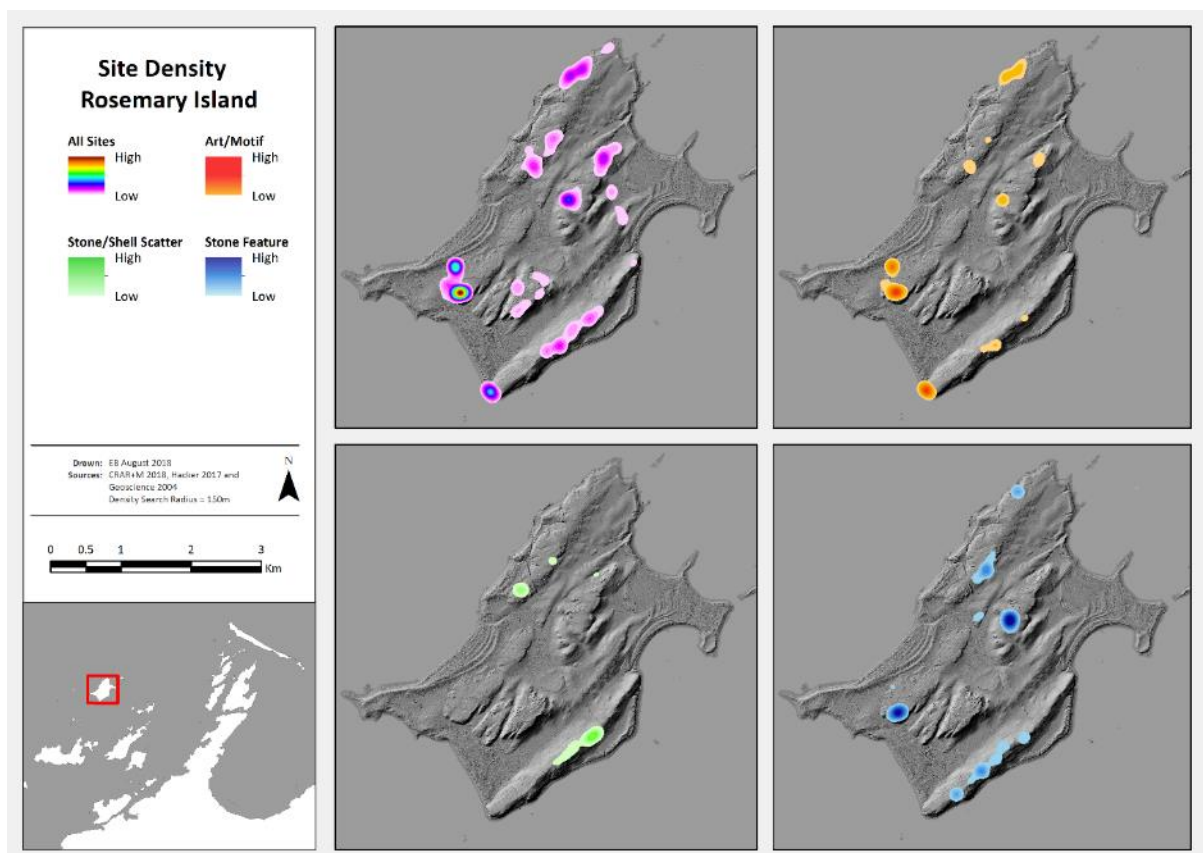 Site Density
Rosemary Island
All Sites
High
Low
Art/Motif
High
Low
Stone/Shell Scatter
High
Low
Stone Feature
High
Low
Drawn: EB August 2018
Sources: CRAR+M 2018, Hacker 2017 and
Geoscience 2004
Density Search Radius = 150m
N
0 0.5 1 2 3
Km